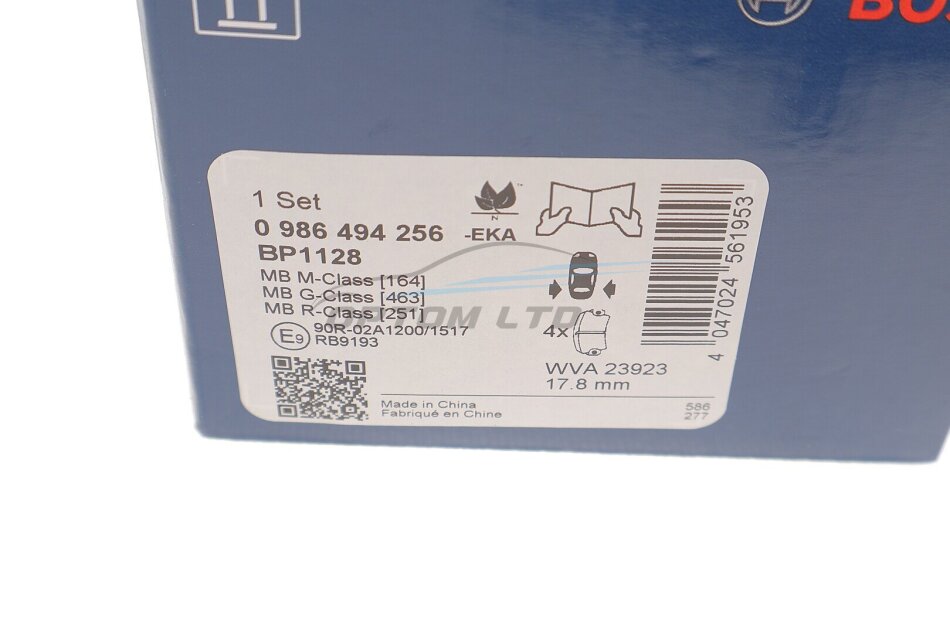 1 Set
0 986 494 256 -EKA
BP1128
MB M-Class [164]
MB G-Class [463]
MB R-Class [251]
E9 90R-02A1200/1517
RB9193
N
4x
WVA 23923
17.8 mm
4 047024 561953
Made in China
Fabriqué en Chine
586
277
OPTOM LTD